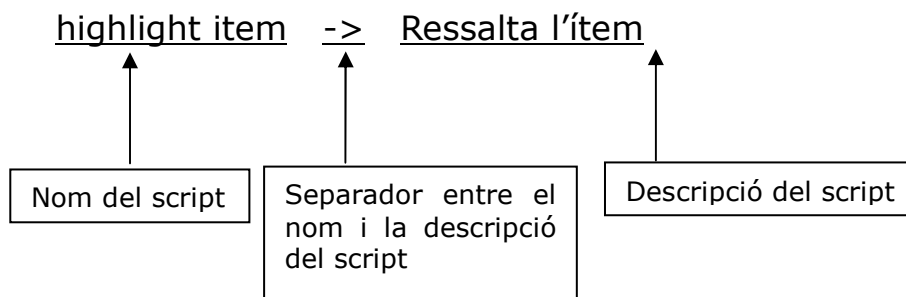 highlight item -> Ressalta l’ítem
Nom del script
Separador entre el
nom i la descripció
del script
Descripció del script